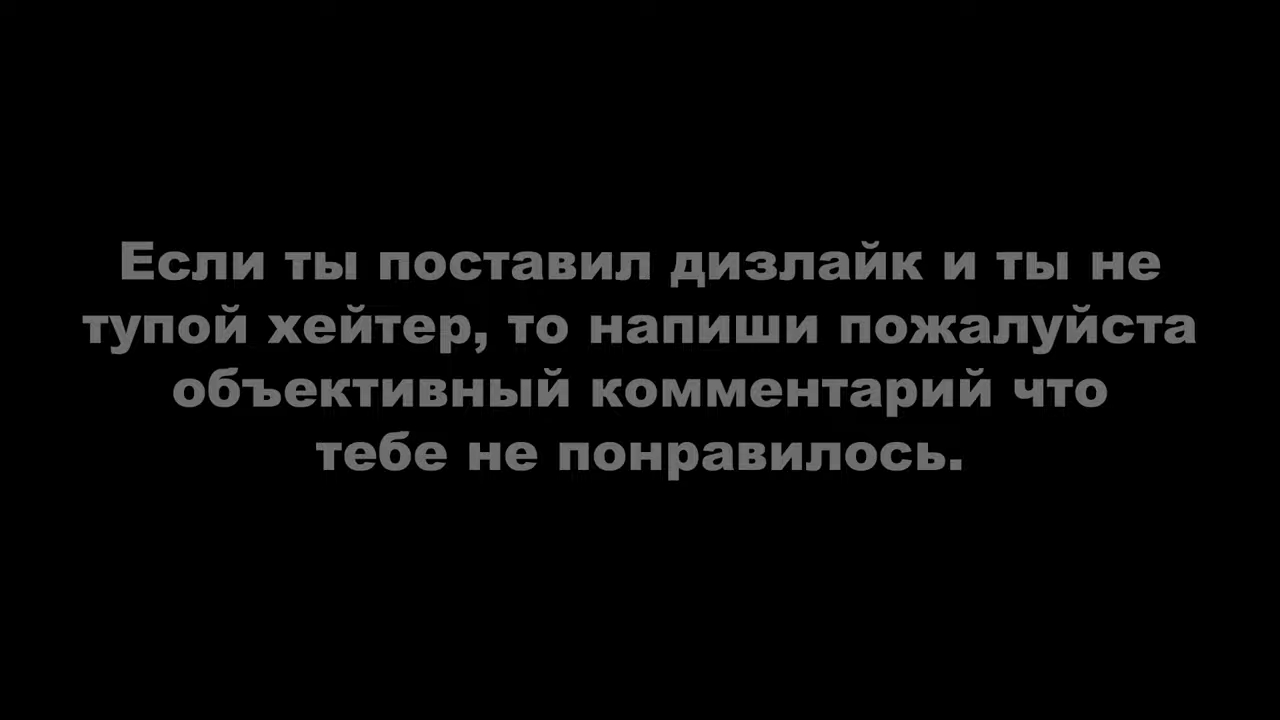 Если ты поставил дизлайк и ты не
тупой хейтер, то напиши пожалуйста
объективный комментарий что
тебе не понравилось.